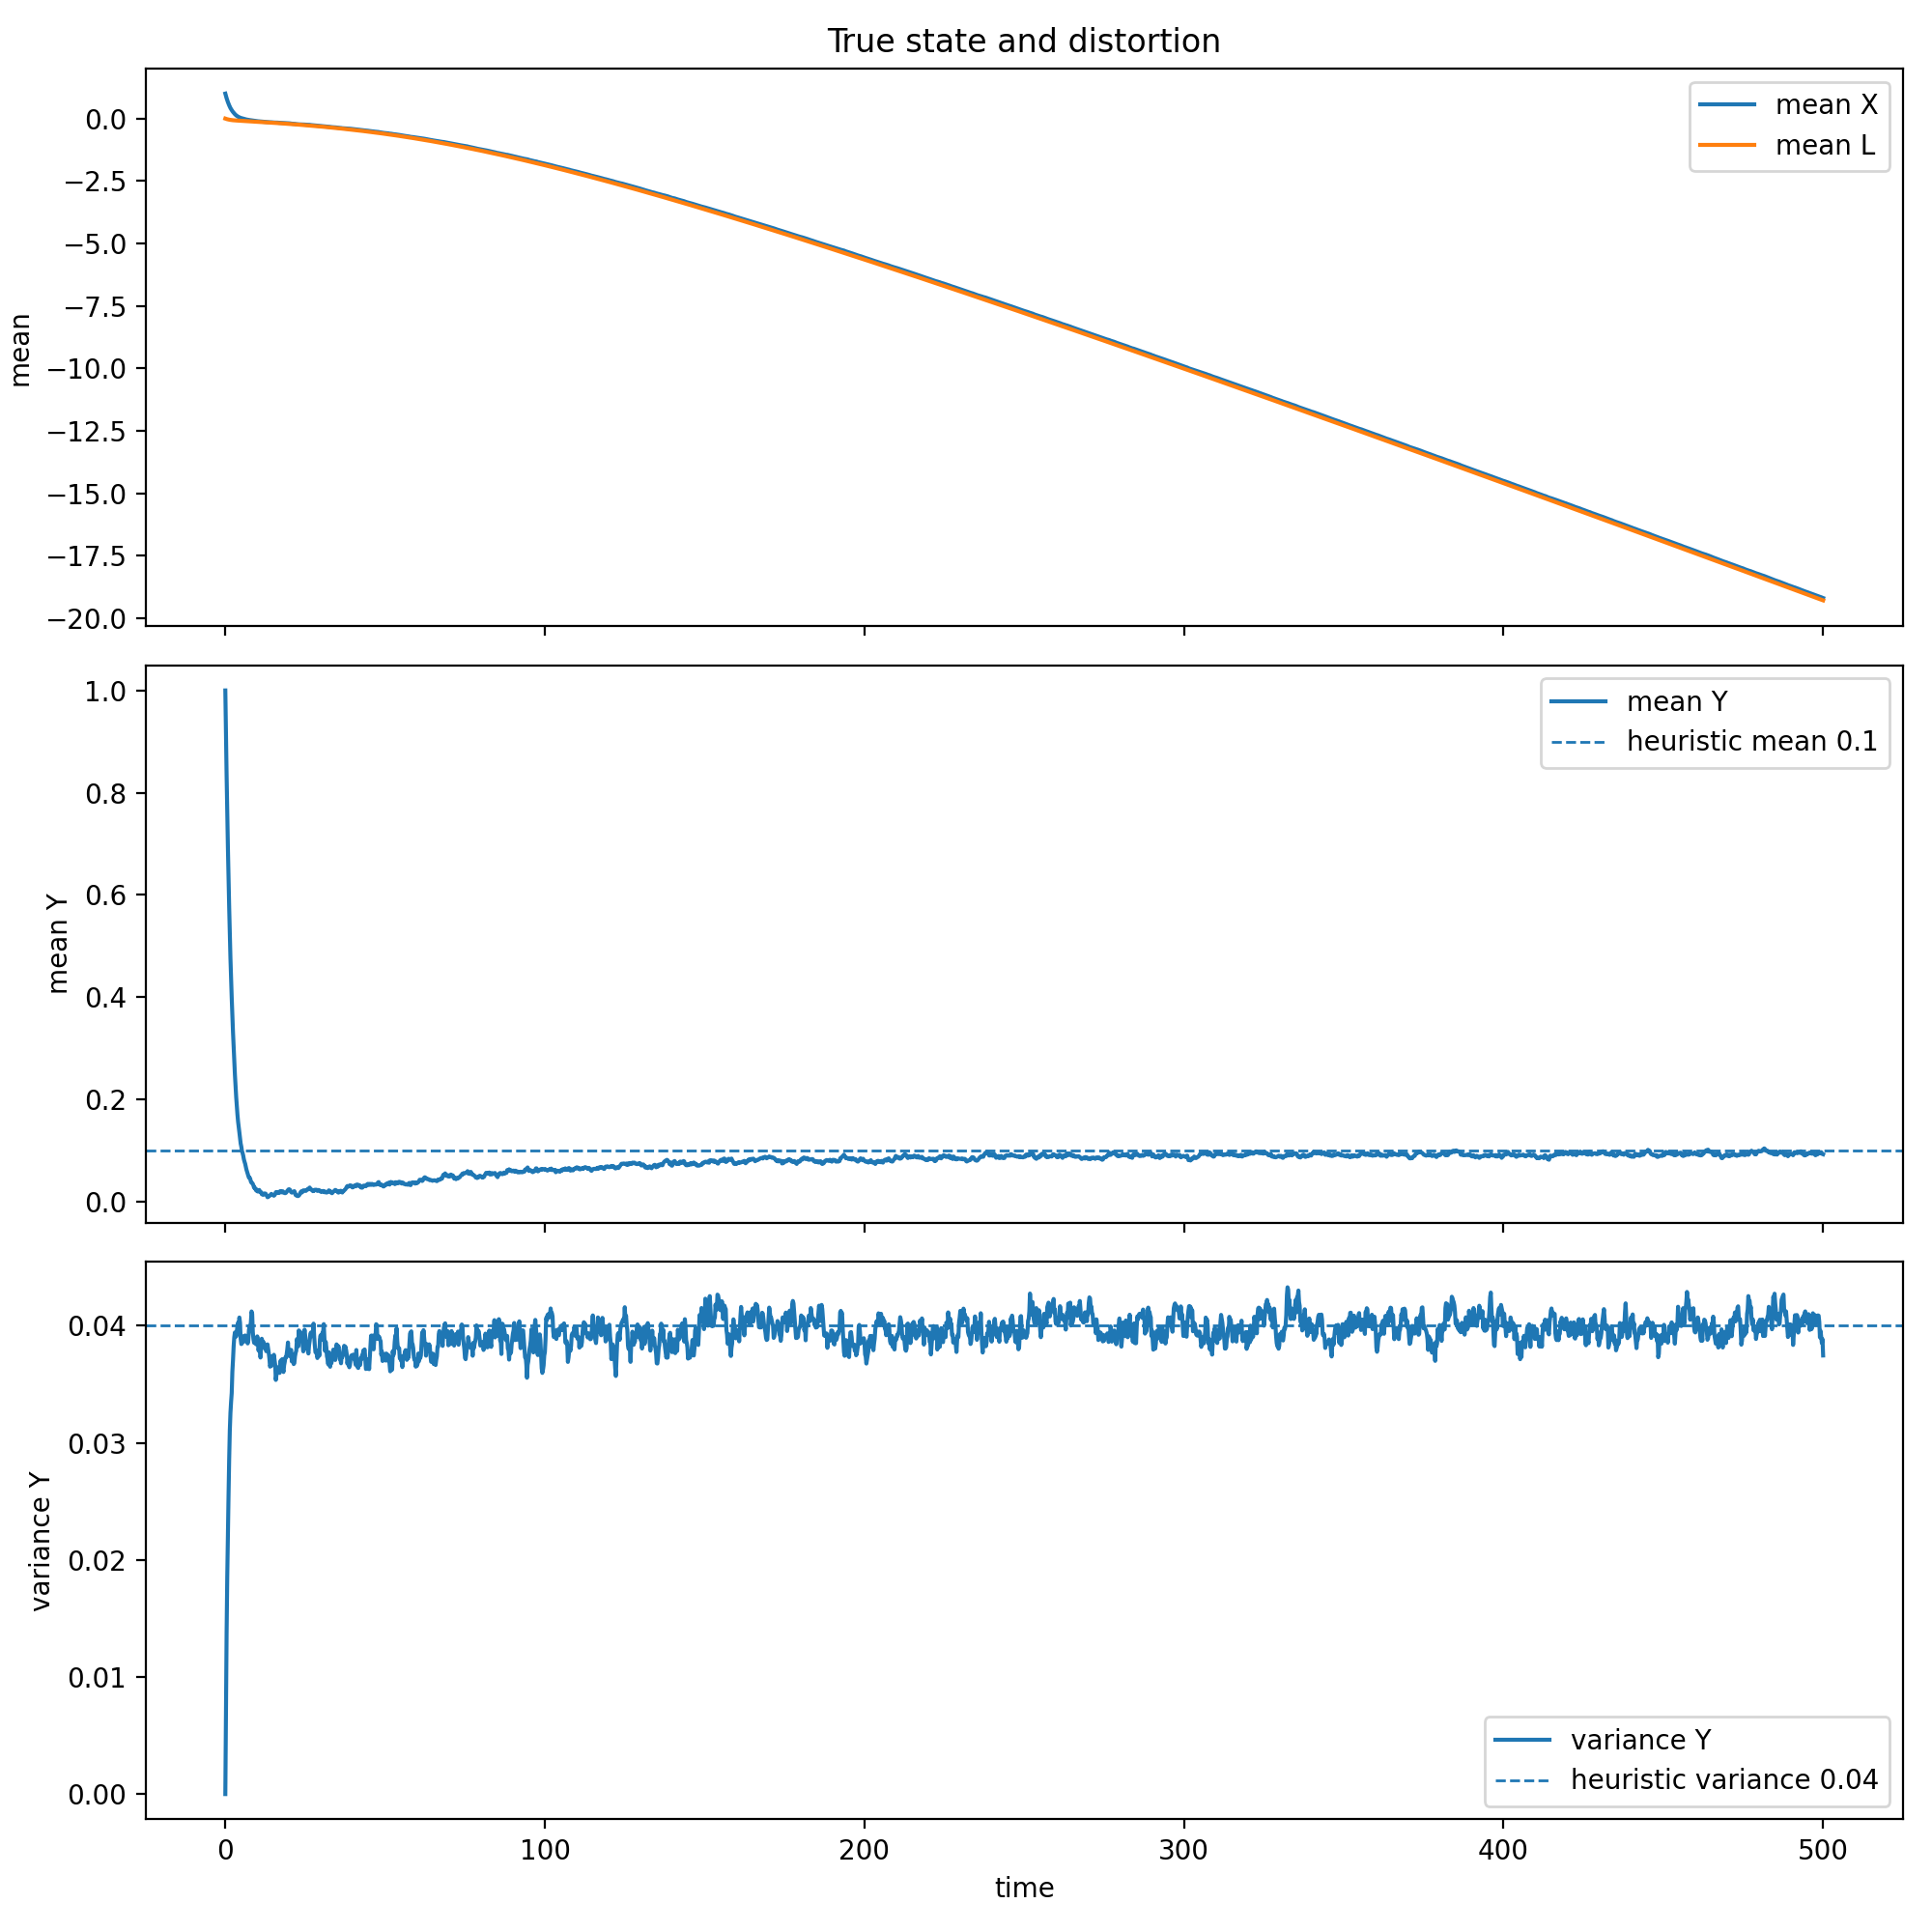 True state and distortion
mean X
mean L
0.0
−2.5
−5.0
−7.5
−10.0
−12.5
−15.0
−17.5
−20.0
mean
mean Y
heuristic mean 0.1
1.0
0.8
0.6
0.4
0.2
0.0
mean Y
0.04
0.03
0.02
0.01
0.00
variance Y
variance Y
heuristic variance 0.04
0
100
200
300
400
500
time